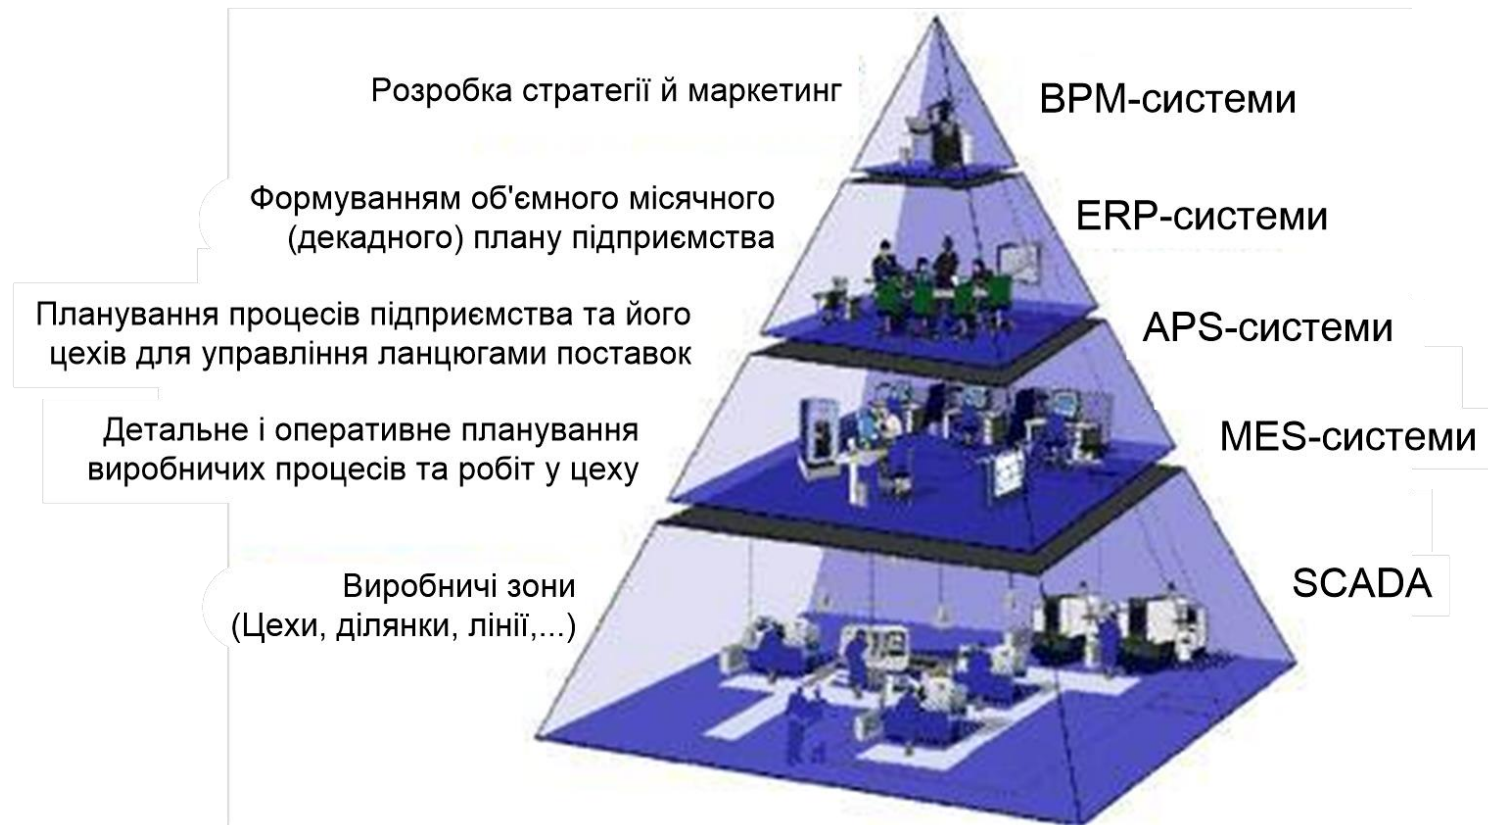 Розробка стратегії й маркетинг
BPM-системи
Формуванням об'ємного місячного
(декадного) плану підприємства
ERP-системи
Планування процесів підприємства та його
цехів для управління ланцюгами поставок
APS-системи
Детальне і оперативне планування
виробничих процесів та робіт у цеху
MES-системи
Виробничі зони
(Цехи, ділянки, лінії,...)
SCADA